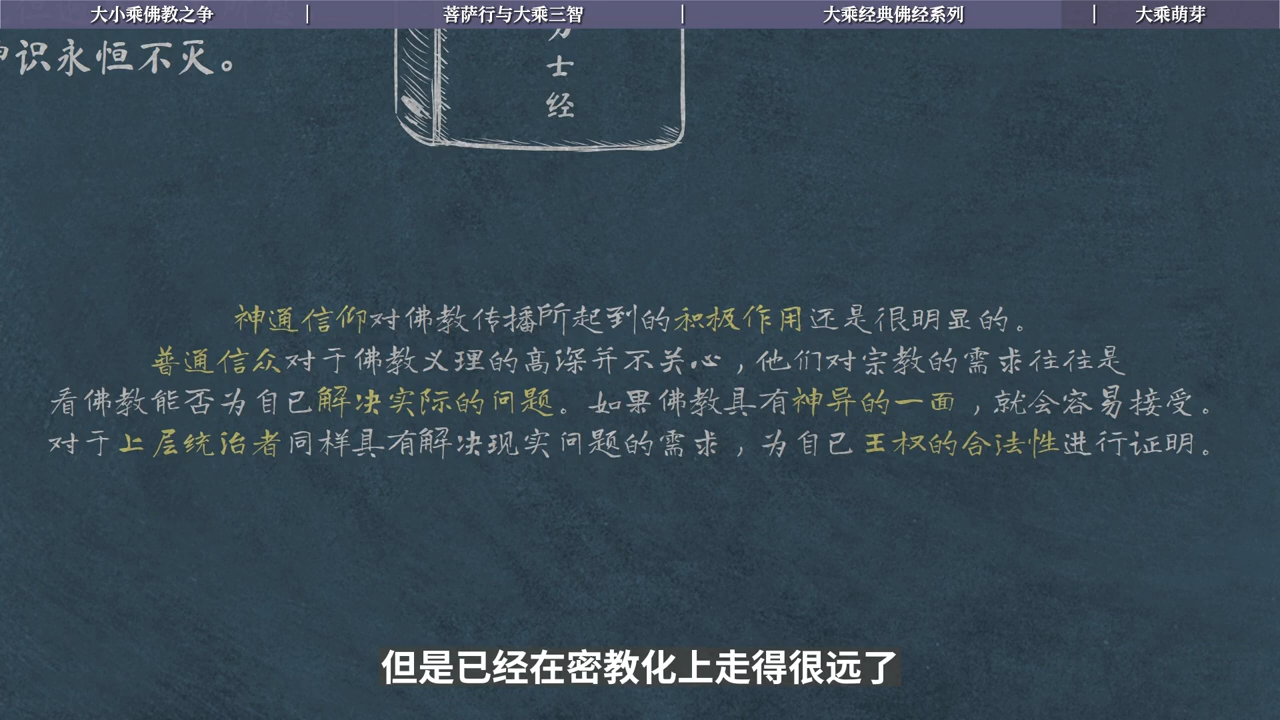 大小乘佛教之争 | 菩萨行与大乘三智 | 大乘经典佛经系列 | 大乘萌芽
识永恒不灭。
力士经
神通信仰对佛教传播所起到的积极作用还是很明显的。
普通信众对于佛教义理的高深并不关心，他们对宗教的需求往往是
看佛教能否为自己解决实际的问题。如果佛教具有神异的一面，就会容易接受。
对于上层统治者同样具有解决现实问题的需求，为自己王权的合法性进行证明。
但是已经在密教化上走得很远了